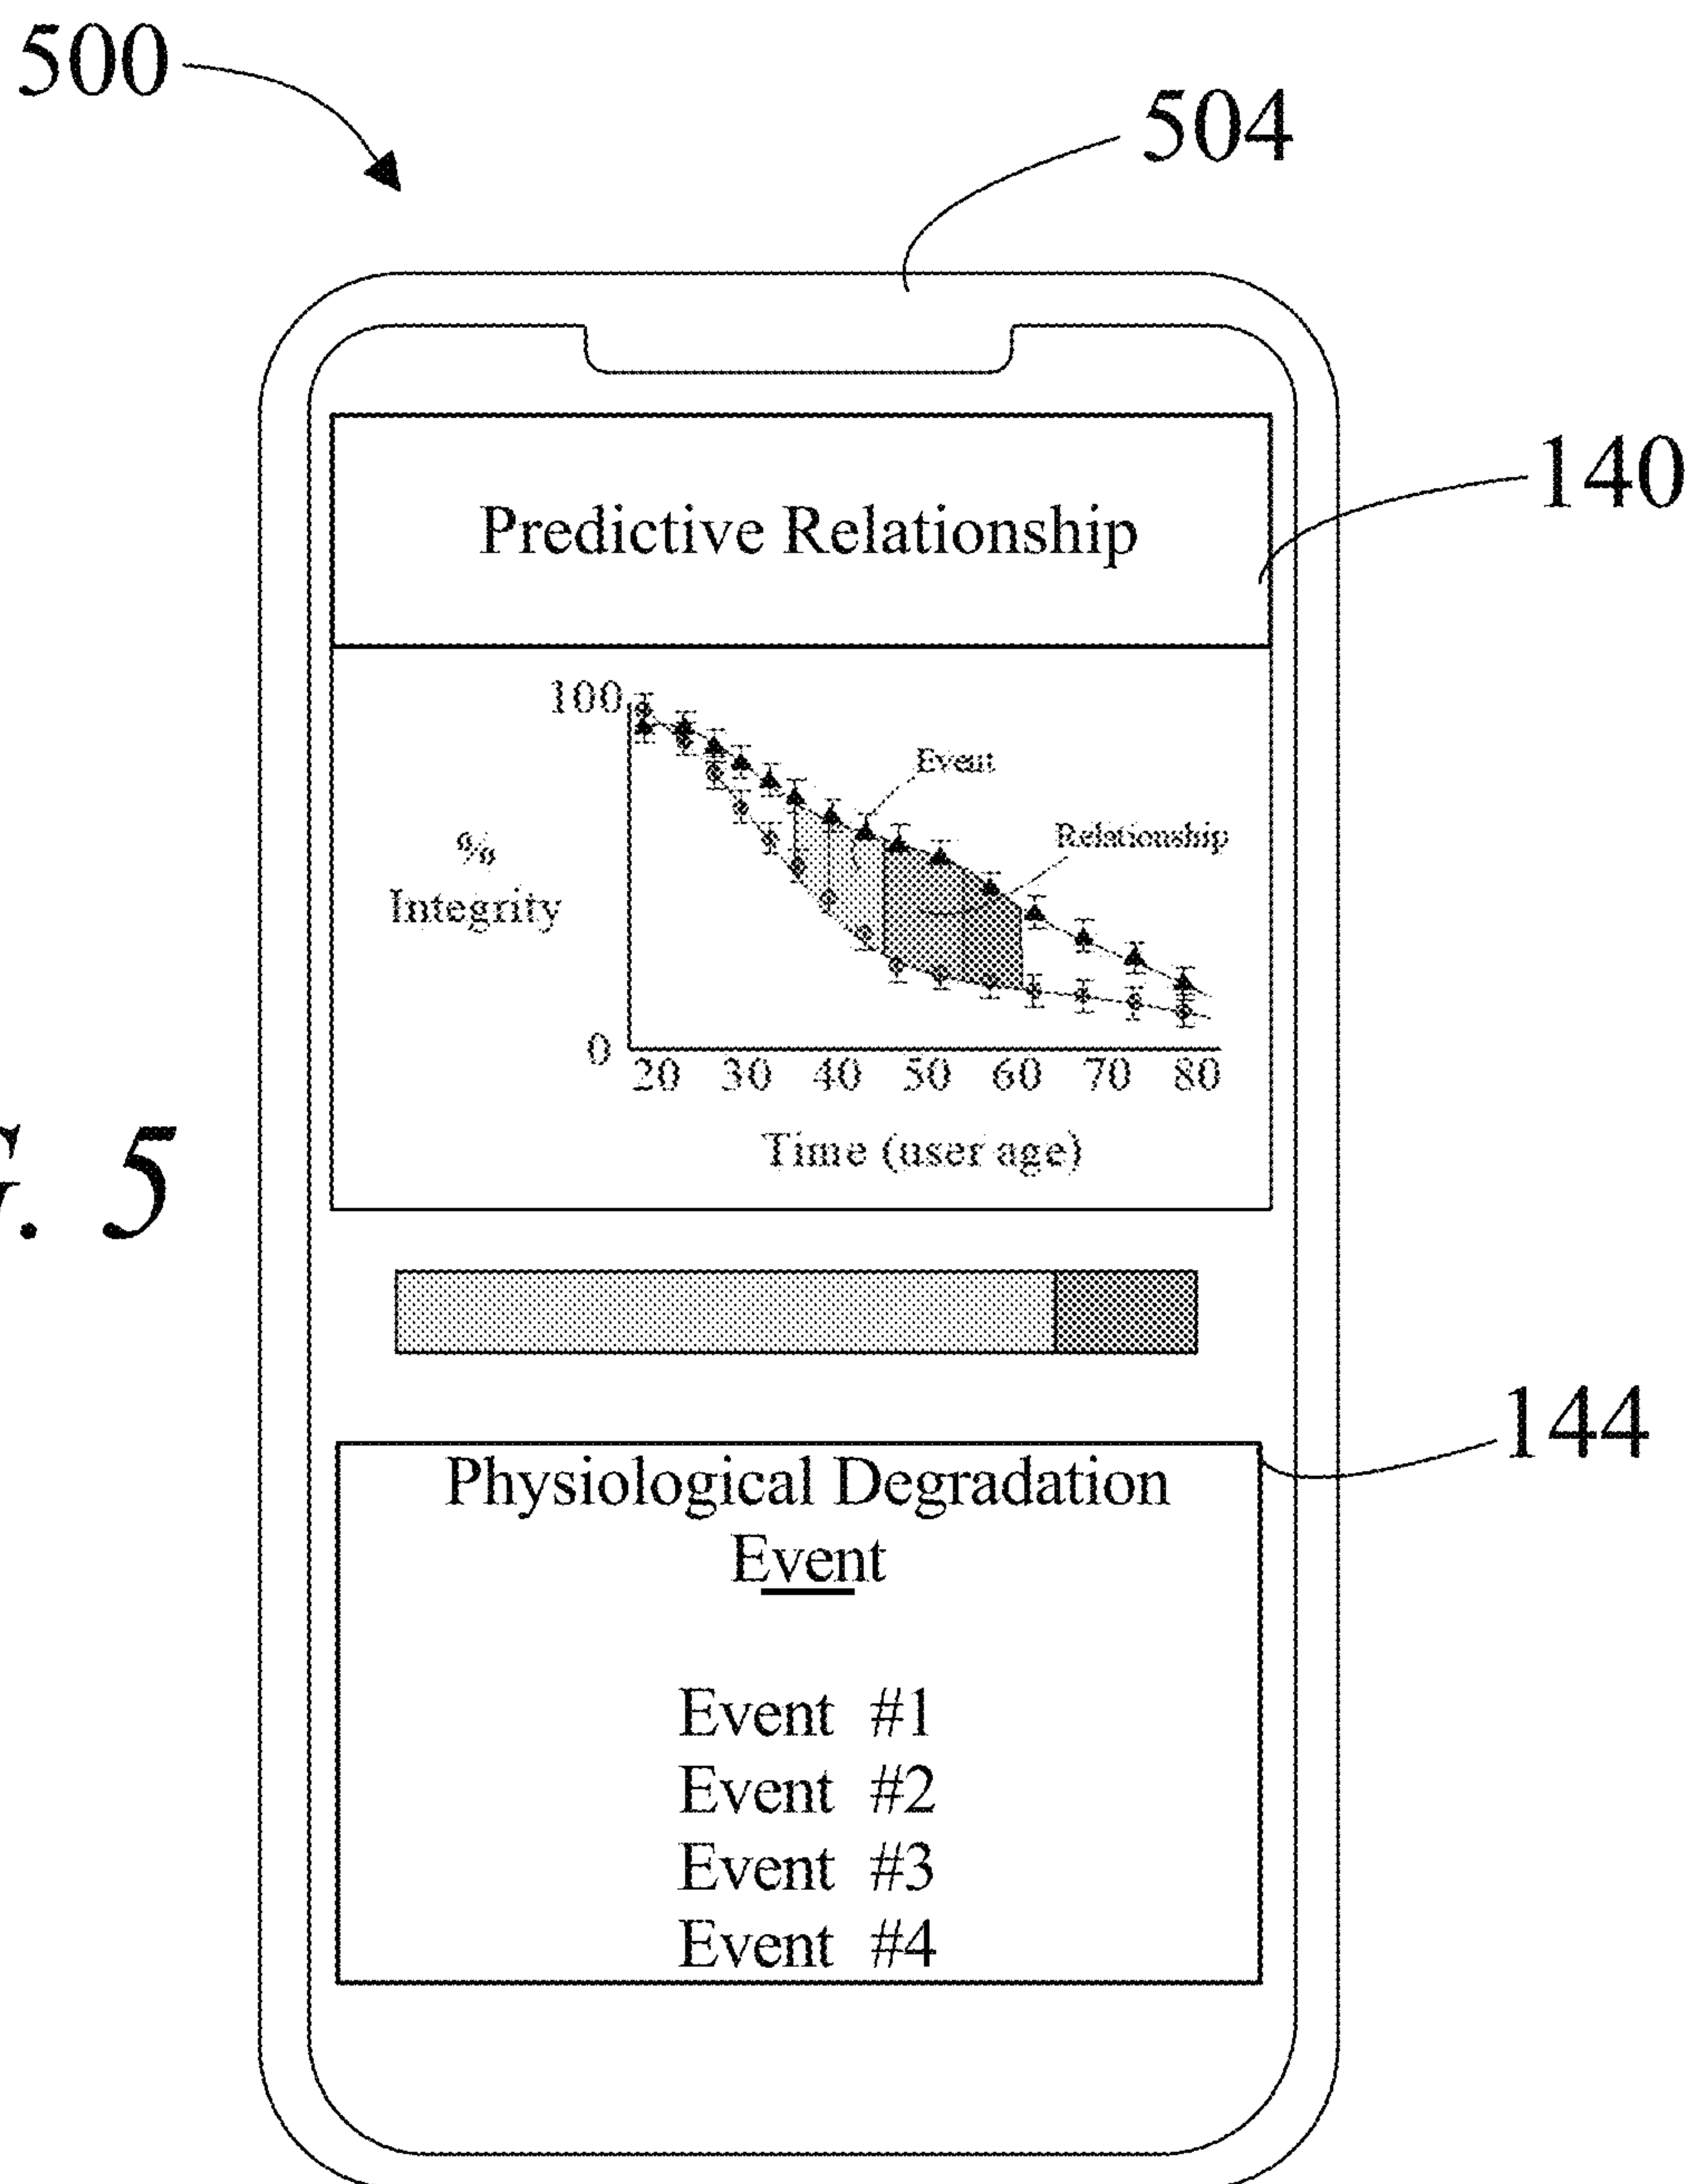 500
504
140
Predictive Relationship
100
Event
Relationship
%
Integrity
0
20 30 40 50 60 70 80
Time (user age)
. 5
144
Physiological Degradation
Event
Event #1
Event #2
Event #3
Event #4